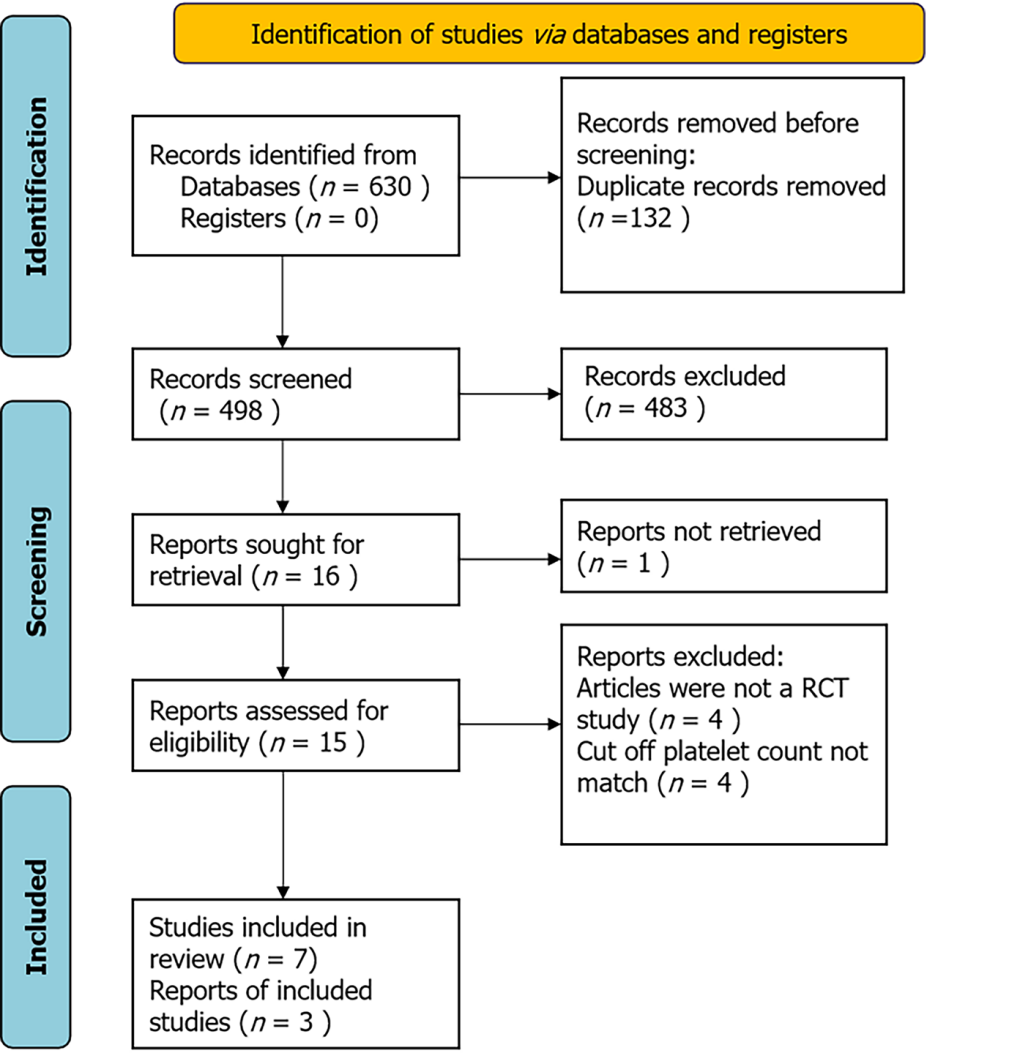 Identification of studies via databases and registers
Identification
Records identified from
Databases (n = 630 )
Registers (n = 0)
Records removed before
screening:
Duplicate records removed
(n =132 )
Screening
Records screened
(n = 498 )
Records excluded
(n = 483 )
Reports sought for
retrieval (n = 16 )
Reports not retrieved
(n = 1 )
Reports assessed for
eligibility (n = 15 )
Reports excluded:
Articles were not a RCT
study (n = 4 )
Cut off platelet count not
match (n = 4 )
Included
Studies included in
review (n = 7)
Reports of included
studies (n = 3 )